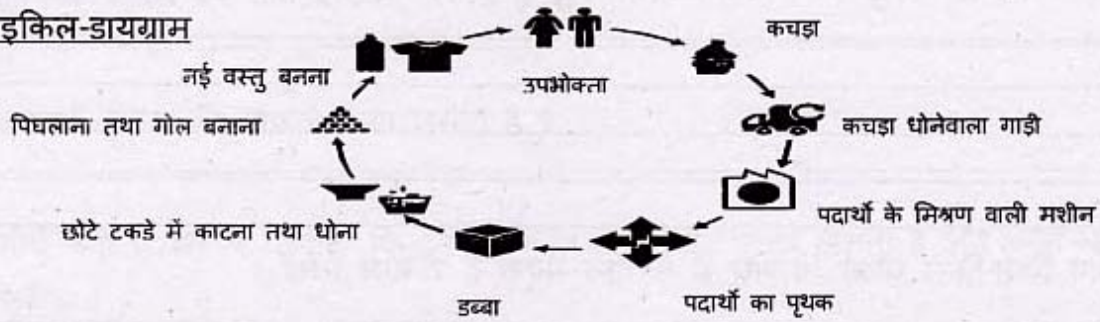 इकिल-डायग्राम
कचड़ा
नई वस्तु बनना
उपभोक्ता
पिघलाना तथा गोल बनाना
कचड़ा धोनेवाला गाड़ी
पदार्थो के मिश्रण वाली मशीन
छोटे टकडे में काटना तथा धोना
डब्बा
पदार्थो का पृथक